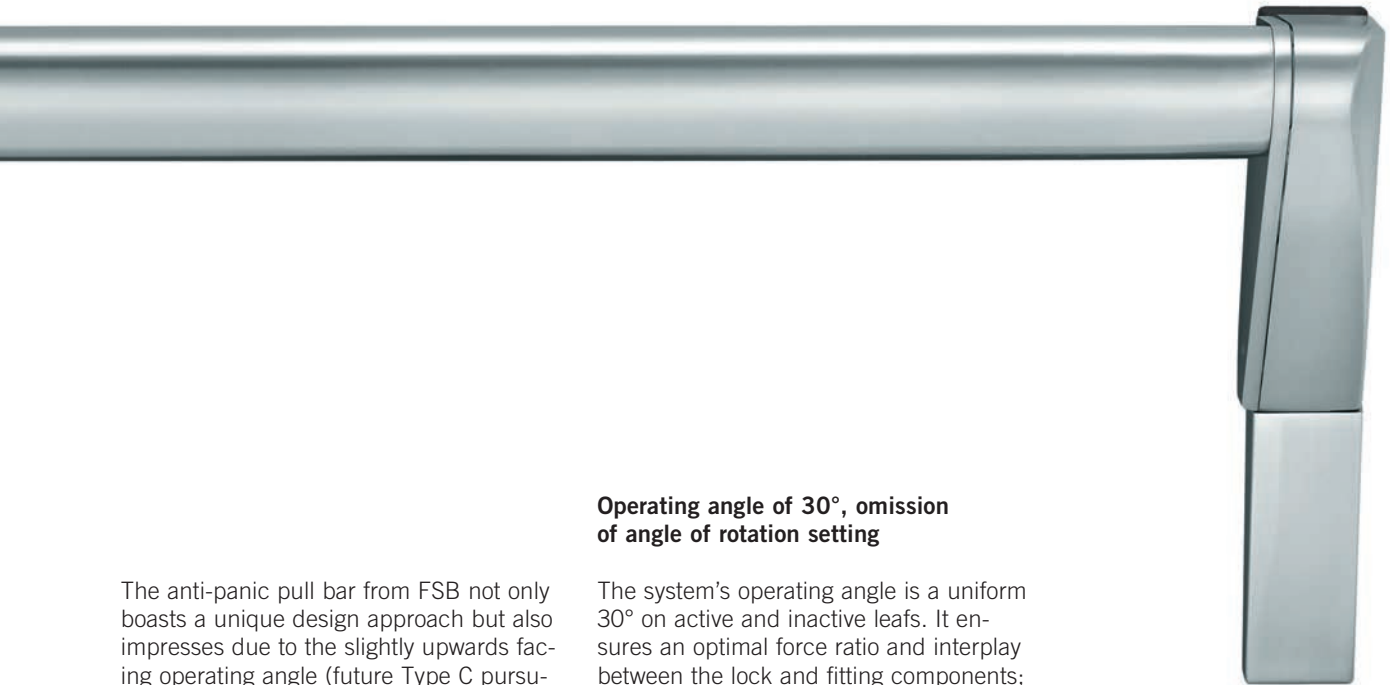 The anti-panic pull bar from FSB not only
boasts a unique design approach but also
impresses due to the slightly upwards fac-
ing operating angle (future Type C pursu-
Operating angle of 30°, omission
of angle of rotation setting
The system's operating angle is a uniform
30° on active and inactive leafs. It en-
sures an optimal force ratio and interplay
between the lock and fitting components;